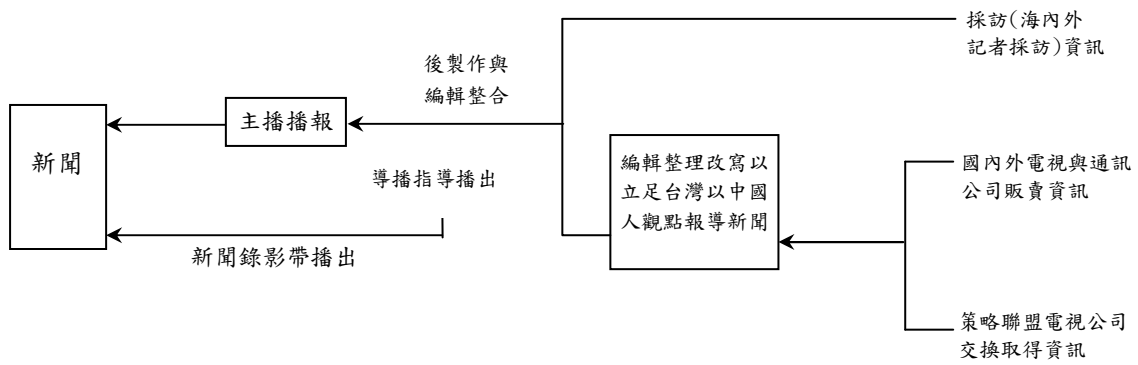 新聞
主播播報
後製作與
編輯整合
導播指導播出
新聞錄影帶播出
編輯整理改寫以
立足台灣以中國
人觀點報導新聞
採訪(海內外
記者採訪)資訊
國內外電視與通訊
公司販賣資訊
策略聯盟電視公司
交換取得資訊